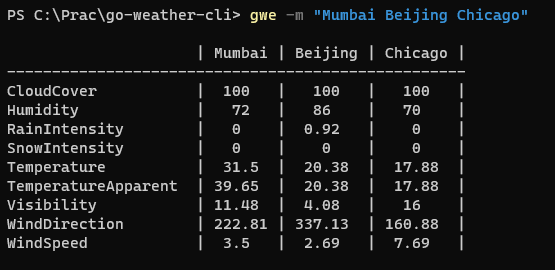 PS C:\Prac\go-weather-cli> gwe -m "Mumbai Beijing Chicago"
| Mumbai | Beijing | Chicago |
---------------------------------------------------
CloudCover | 100 | 100 | 100 |
Humidity | 72 | 86 | 70 |
RainIntensity | 0 | 0.92 | 0 |
SnowIntensity | 0 | 0 | 0 |
Temperature | 31.5 | 20.38 | 17.88 |
TemperatureApparent | 39.65 | 20.38 | 17.88 |
Visibility | 11.48 | 4.08 | 16 |
WindDirection | 222.81 | 337.13 | 160.88 |
WindSpeed | 3.5 | 2.69 | 7.69 |